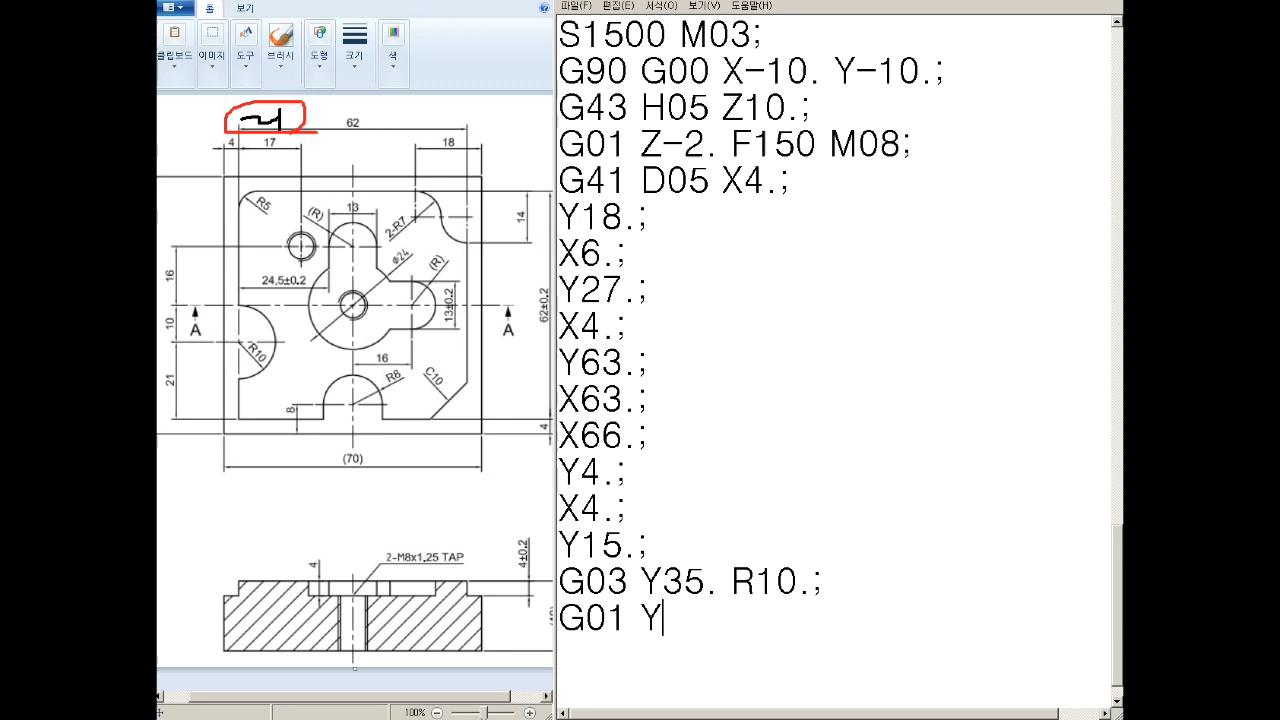 홈 보기
클립보드 이미지 도구 브러시 도형 크기 색
62
4 17 18
R5
(R)
13
2-R7
14
16
24,5±0.2
⌀24
(R)
13±0.2
62±0.2
A A
10
R10
16
21
R8
C10
8
4
(70)
4
2-M8x1.25 TAP
4±0.2
100%
파일(F) 편집(E) 서식(O) 보기(V) 도움말(H)
S1500 M03;
G90 G00 X-10. Y-10.;
G43 H05 Z10.;
G01 Z-2. F150 M08;
G41 D05 X4.;
Y18.;
X6.;
Y27.;
X4.;
Y63.;
X63.;
X66.;
Y4.;
X4.;
Y15.;
G03 Y35. R10.;
G01 Y